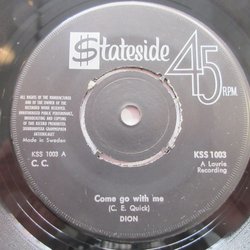 $tateside
45 RPM
ALL RIGHTS OF THE MANUFACTURER
AND OF THE OWNER OF THE
RECORDED WORK RESERVED
UNAUTHORISED PUBLIC PERFORMANCE,
BROADCASTING AND COPYING
OF THIS RECORD PROHIBITED
Made in Sweden
KSS 1003 A
C. C.
KSS 1003
A Laurie
Recording
Come go with me
(C. E. Quick)
DION